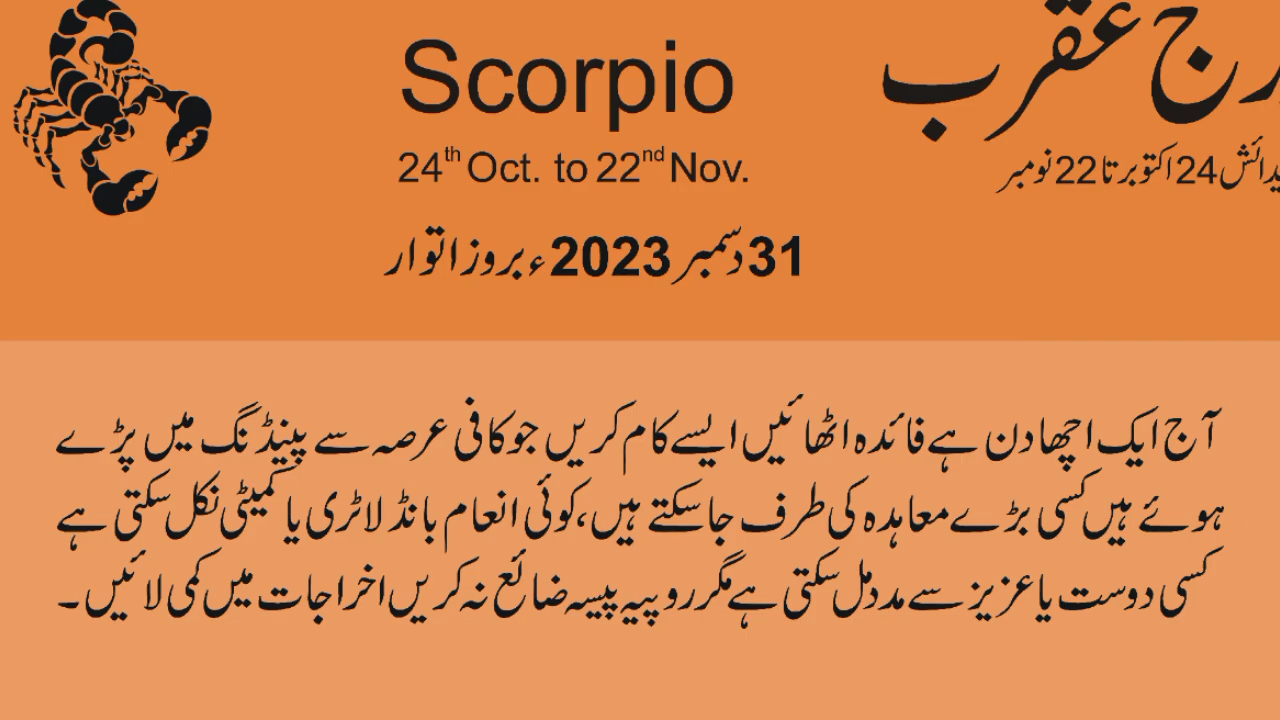 Scorpio
رج عقرب
24th Oct. to 22nd Nov.
یدائش 24 اکتوبر تا 22 نومبر
31 دسمبر 2023ء بروز اتوار
آج ایک اچھا دن ہے فائدہ اٹھائیں ایسے کام کریں جو کافی عرصہ سے پینڈنگ میں پڑے
ہوئے ہیں کسی بڑے معاہدہ کی طرف جا سکتے ہیں، کوئی انعام بانڈ لاٹری یا کمیٹی نکل سکتی ہے
کسی دوست یا عزیز سے مدد مل سکتی ہے مگر روپیہ پیسہ ضائع نہ کریں اخراجات میں کمی لائیں۔